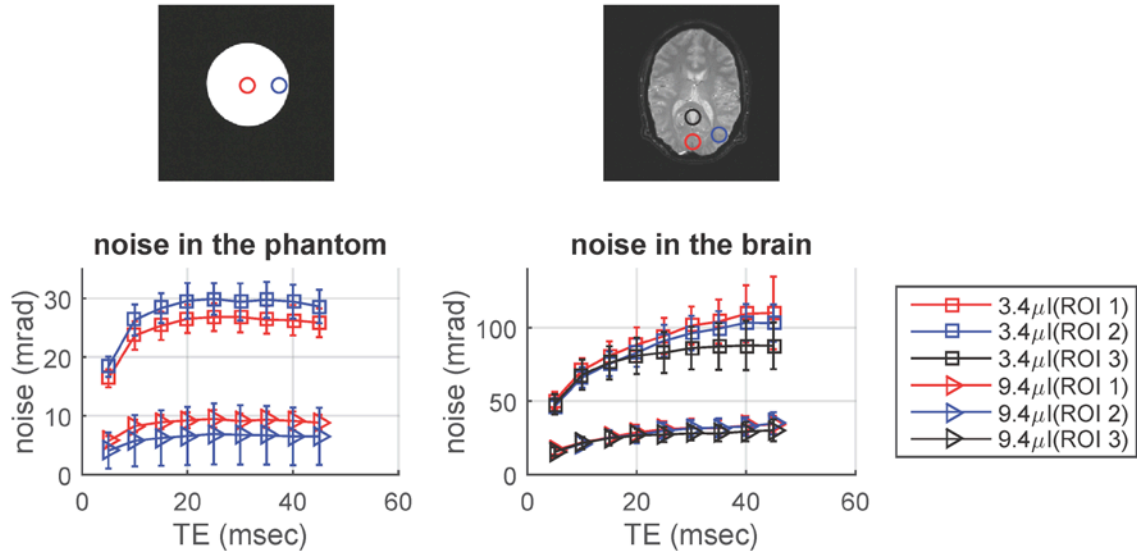 noise in the phantom
noise (mrad)
30
20
10
0
0 20 40 60
TE (msec)
noise in the brain
noise (mrad)
100
50
0
0 20 40 60
TE (msec)
3.4μl(ROI 1)
3.4μl(ROI 2)
3.4μl(ROI 3)
9.4μl(ROI 1)
9.4μl(ROI 2)
9.4μl(ROI 3)